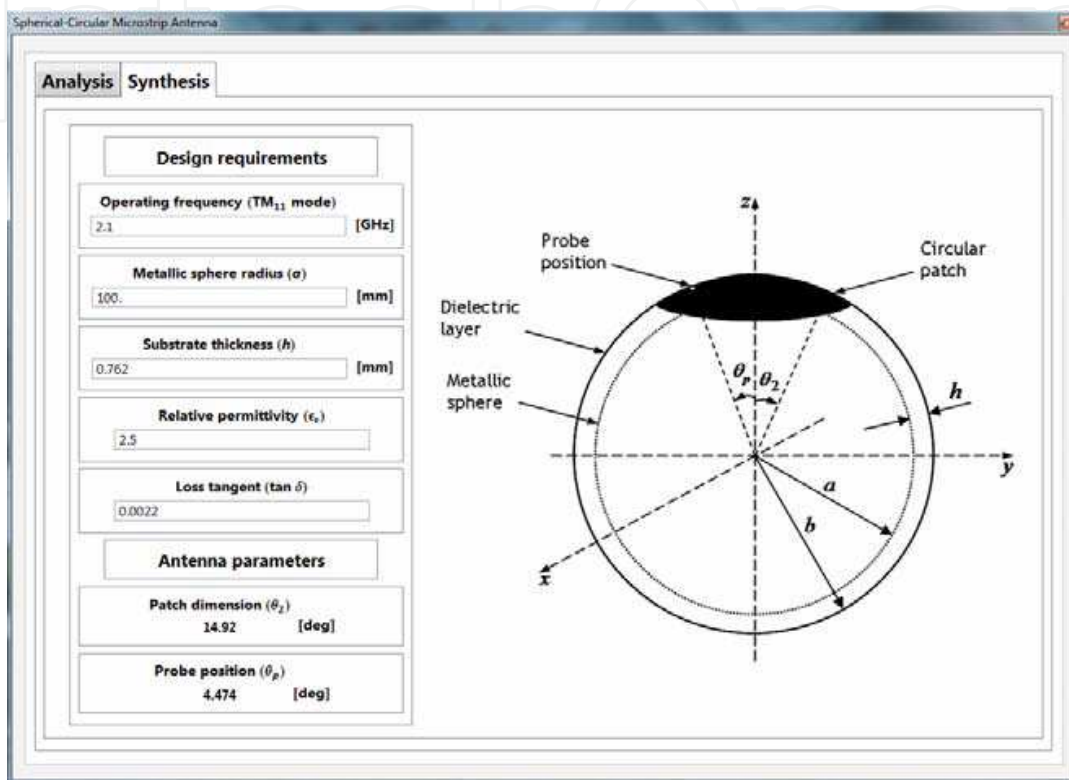 Spherical-Circular Microstrip Antenna
Analysis Synthesis
Design requirements
Operating frequency (TM₁₁ mode)
2.1 [GHz]
Metallic sphere radius (a)
100. [mm]
Substrate thickness (h)
0.762 [mm]
Relative permittivity (ϵᵣ)
2.5
Loss tangent (tan δ)
0.0022
Antenna parameters
Patch dimension (θ₂)
14.92 [deg]
Probe position (θₚ)
4.474 [deg]
z
Probe
position
Circular
patch
Dielectric
layer
Metallic
sphere
θₚ θ₂
h
y
a
b
x